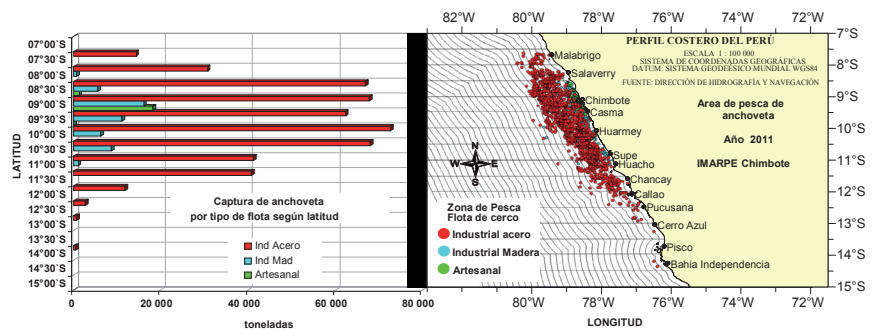 07°00`S
07°30`S
08°00`S
08°30`S
09°00`S
09°30`S
10°00`S
10°30`S
11°00`S
11°30`S
12°00`S
12°30`S
13°00`S
13°30`S
14°00`S
14°30`S
15°00`S
LATITUD
Captura de anchoveta
por tipo de flota según latitud
Ind Acero
Ind Mad
Artesanal
0 20 000 40 000 60 000 80 000
toneladas
82°W 80°W 78°W 76°W 74°W 72°W
7°S
8°S
9°S
10°S
11°S
12°S
13°S
14°S
15°S
PERFIL COSTERO DEL PERÚ
ESCALA 1 : 100 000
SISTEMA DE COORDENADAS GEOGRÁFICAS
DATUM: SISTEMA GEODÉSICO MUNDIAL WGS84
FUENTE: DIRECCIÓN DE HIDROGRAFÍA Y NAVEGACIÓN
Area de pesca de
anchoveta
Año 2011
IMARPE Chimbote
Malabrigo
Salaverry
Chimbote
Casma
Huarmey
Supe
Huacho
Chancay
Callao
Pucusana
Cerro Azul
Pisco
Bahia Independencia
N
W E
S
Zona de Pesca
Flota de cerco
Industrial acero
Industrial Madera
Artesanal
80°W 78°W 76°W 74°W 72°W
LONGITUD